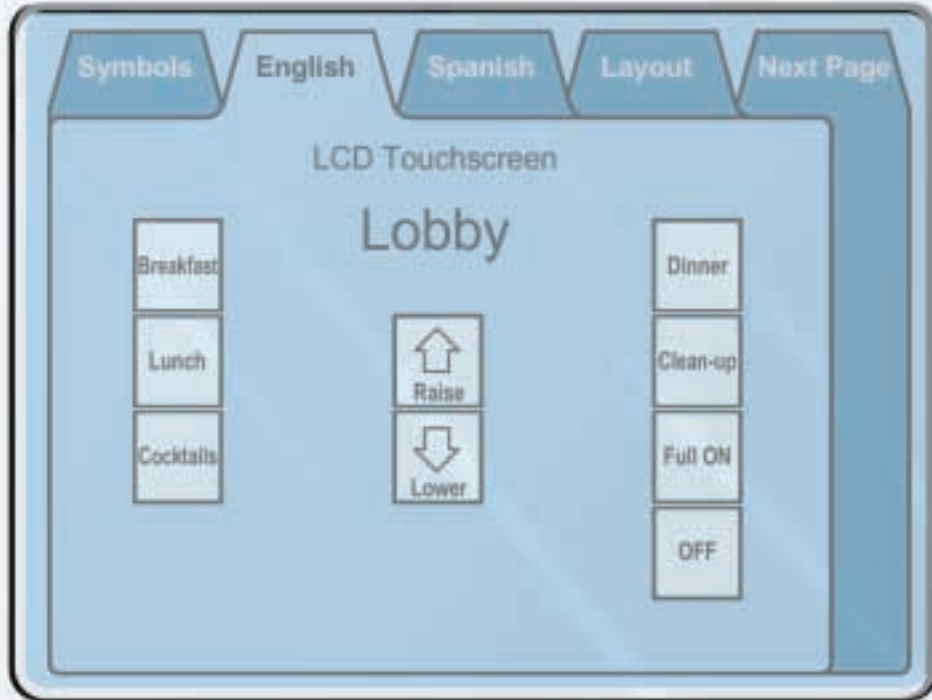 Symbols English Spanish Layout Next Page
LCD Touchscreen
Lobby
Breakfast
Lunch
Cocktails
Raise
Lower
Dinner
Clean-up
Full ON
OFF